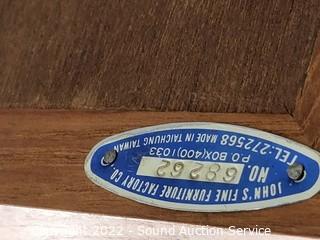 JOHN'S FINE FURNITURE FACTORY CO.
NO. 68262
P.O. BOX(400)1033
TEL:272568 MADE IN TAICHUNG TAIWAN
Copyright 2022 - Sound Auction Service